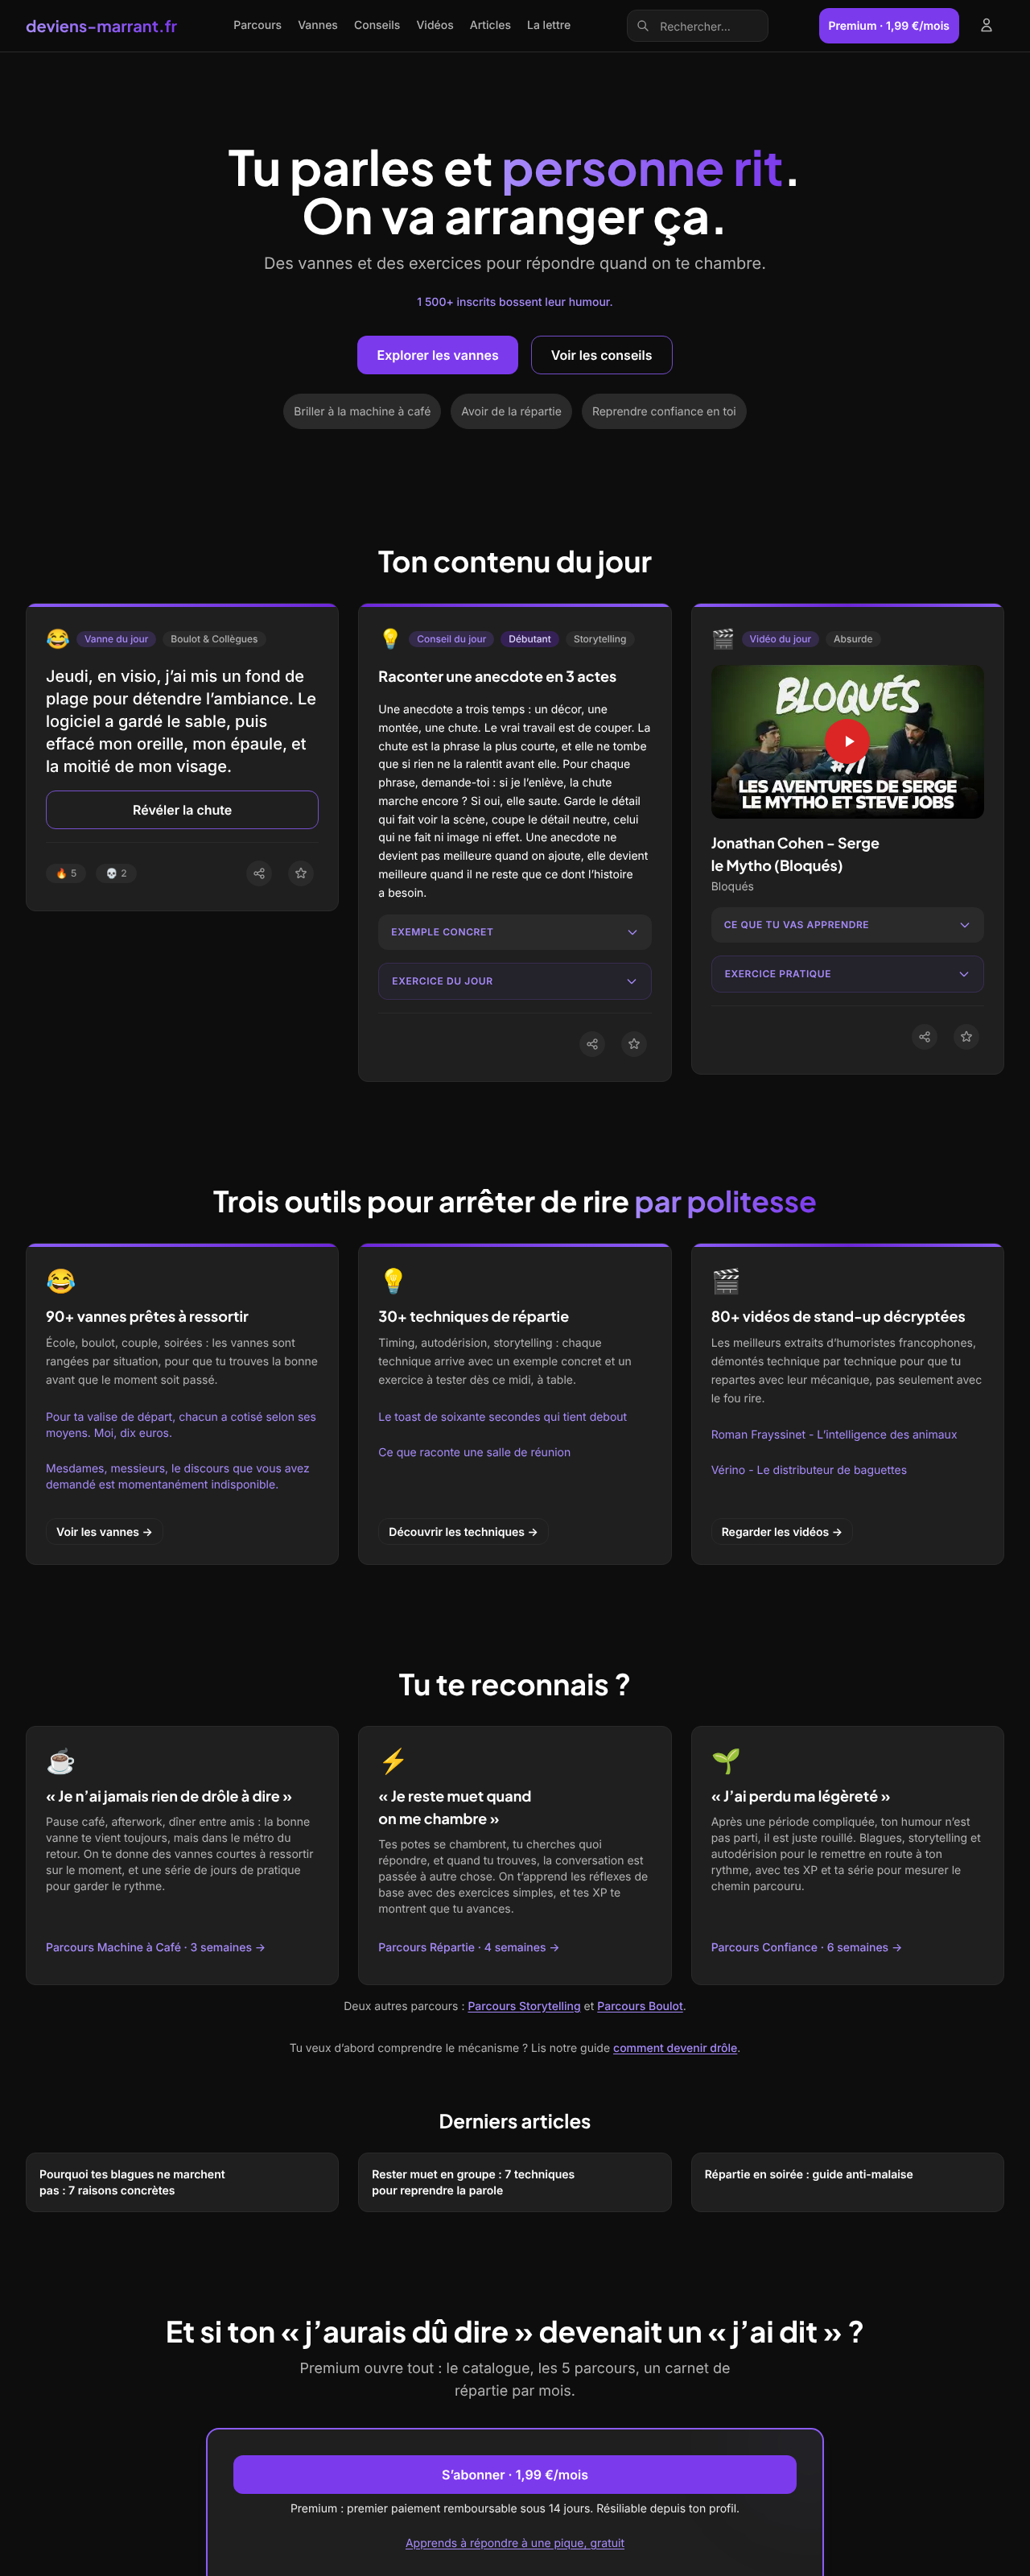 deviens-marrant.fr
Parcours
Vannes
Conseils
Vidéos
Articles
La lettre
Rechercher...
Premium · 1,99 €/mois
Tu parles et personne rit.
On va arranger ça.
Des vannes et des exercices pour répondre quand on te chambre.
1 500+ inscrits bossent leur humour.
Explorer les vannes
Voir les conseils
Briller à la machine à café
Avoir de la répartie
Reprendre confiance en toi
Ton contenu du jour
Vanne du jour
Boulot & Collègues
Jeudi, en visio, j’ai mis un fond de
plage pour détendre l’ambiance. Le
logiciel a gardé le sable, puis
effacé mon oreille, mon épaule, et
la moitié de mon visage.
Révéler la chute
5
2
Conseil du jour
Débutant
Storytelling
Raconter une anecdote en 3 actes
Une anecdote a trois temps : un décor, une
montée, une chute. Le vrai travail est de couper. La
chute est la phrase la plus courte, et elle ne tombe
que si rien ne la ralentit avant elle. Pour chaque
phrase, demande-toi : si je l’enlève, la chute
marche encore ? Si oui, elle saute. Garde le détail
qui fait voir la scène, coupe le détail neutre, celui
qui ne fait ni image ni effet. Une anecdote ne
devient pas meilleure quand on ajoute, elle devient
meilleure quand il ne reste que ce dont l’histoire
a besoin.
EXEMPLE CONCRET
EXERCICE DU JOUR
Vidéo du jour
Absurde
BLOQUÉS
#71
LES AVENTURES DE SERGE
LE MYTHO ET STEVE JOBS
Jonathan Cohen - Serge
le Mytho (Bloqués)
Bloqués
CE QUE TU VAS APPRENDRE
EXERCICE PRATIQUE
Trois outils pour arrêter de rire par politesse
90+ vannes prêtes à ressortir
École, boulot, couple, soirées : les vannes sont
rangées par situation, pour que tu trouves la bonne
avant que le moment soit passé.
Pour ta valise de départ, chacun a cotisé selon ses
moyens. Moi, dix euros.
Mesdames, messieurs, le discours que vous avez
demandé est momentanément indisponible.
Voir les vannes →
30+ techniques de répartie
Timing, autodérision, storytelling : chaque
technique arrive avec un exemple concret et un
exercice à tester dès ce midi, à table.
Le toast de soixante secondes qui tient debout
Ce que raconte une salle de réunion
Découvrir les techniques →
80+ vidéos de stand-up décryptées
Les meilleurs extraits d’humoristes francophones,
démontés technique par technique pour que tu
repartes avec leur mécanique, pas seulement avec
le fou rire.
Roman Frayssinet - L’intelligence des animaux
Vérino - Le distributeur de baguettes
Regarder les vidéos →
Tu te reconnais ?
« Je n’ai jamais rien de drôle à dire »
Pause café, afterwork, dîner entre amis : la bonne
vanne te vient toujours, mais dans le métro du
retour. On te donne des vannes courtes à ressortir
sur le moment, et une série de jours de pratique
pour garder le rythme.
Parcours Machine à Café · 3 semaines →
« Je reste muet quand
on me chambre »
Tes potes se chambrent, tu cherches quoi
répondre, et quand tu trouves, la conversation est
passée à autre chose. On t’apprend les réflexes de
base avec des exercices simples, et tes XP te
montrent que tu avances.
Parcours Répartie · 4 semaines →
« J’ai perdu ma légèreté »
Après une période compliquée, ton humour n’est
pas parti, il est juste rouillé. Blagues, storytelling et
autodérision pour le remettre en route à ton
rythme, avec tes XP et ta série pour mesurer le
chemin parcouru.
Parcours Confiance · 6 semaines →
Deux autres parcours : Parcours Storytelling et Parcours Boulot.
Tu veux d’abord comprendre le mécanisme ? Lis notre guide comment devenir drôle.
Derniers articles
Pourquoi tes blagues ne marchent
pas : 7 raisons concrètes
Rester muet en groupe : 7 techniques
pour reprendre la parole
Répartie en soirée : guide anti-malaise
Et si ton « j’aurais dû dire » devenait un « j’ai dit » ?
Premium ouvre tout : le catalogue, les 5 parcours, un carnet de
répartie par mois.
S’abonner · 1,99 €/mois
Premium : premier paiement remboursable sous 14 jours. Résiliable depuis ton profil.
Apprends à répondre à une pique, gratuit